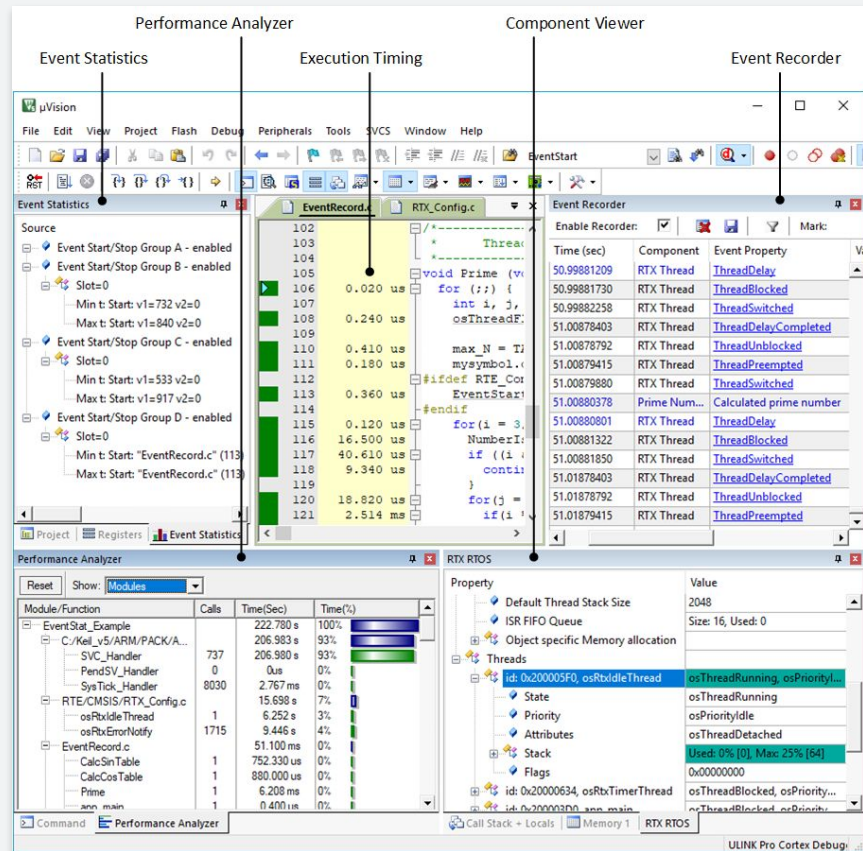 Performance Analyzer
Component Viewer
Event Statistics
Execution Timing
Event Recorder
µVision
File Edit View Project Flash Debug Peripherals Tools SVCS Window Help
EventStart
RST
Event Statistics
Source
Event Start/Stop Group A - enabled
Event Start/Stop Group B - enabled
Slot=0
Min t: Start: v1=732 v2=0
Max t: Start: v1=840 v2=0
Event Start/Stop Group C - enabled
Slot=0
Min t: Start: v1=533 v2=0
Max t: Start: v1=917 v2=0
Event Start/Stop Group D - enabled
Slot=0
Min t: Start: "EventRecord.c" (113)
Max t: Start: "EventRecord.c" (113)
Project Registers Event Statistics
EventRecord.c RTX_Config.c
102 /*-----------
103 * Threa
104 *-----------
105 void Prime (vo
106 0.020 us for (;;) {
107 int i, j,
108 0.240 us osThreadFl
109
110 0.410 us max_N = TA
111 0.180 us mysymbol.c
112 #ifdef RTE_Con
113 0.360 us EventStart
114 #endif
115 0.120 us for(i = 3,
116 16.500 us NumberIs
117 40.610 us if ((i
118 9.340 us contin
119 }
120 18.820 us for(j =
121 2.514 ms if(i
Event Recorder
Enable Recorder: Mark:
Time (sec) Component Event Property
50.99881209 RTX Thread ThreadDelay
50.99881730 RTX Thread ThreadBlocked
50.99882258 RTX Thread ThreadSwitched
51.00878403 RTX Thread ThreadDelayCompleted
51.00878792 RTX Thread ThreadUnblocked
51.00879415 RTX Thread ThreadPreempted
51.00879880 RTX Thread ThreadSwitched
51.00880378 Prime Num... Calculated prime number
51.00880801 RTX Thread ThreadDelay
51.00881322 RTX Thread ThreadBlocked
51.00881850 RTX Thread ThreadSwitched
51.01878403 RTX Thread ThreadDelayCompleted
51.01878792 RTX Thread ThreadUnblocked
51.01879415 RTX Thread ThreadPreempted
Performance Analyzer
Reset Show: Modules
Module/Function Calls Time(Sec) Time(%)
EventStat_Example 222.780 s 100%
C:/Keil_v5/ARM/PACK/A... 206.983 s 93%
SVC_Handler 737 206.980 s 93%
PendSV_Handler 0 0us 0%
SysTick_Handler 8030 2.767 ms 0%
RTE/CMSIS/RTX_Config.c 15.698 s 7%
osRtxIdleThread 1 6.252 s 3%
osRtxErrorNotify 1715 9.446 s 4%
EventRecord.c 51.100 ms 0%
CalcSinTable 1 752.330 us 0%
CalcCosTable 1 880.000 us 0%
Prime 1 6.208 ms 0%
app_main 1 0.400 us 0%
Command Performance Analyzer
RTX RTOS
Property Value
Default Thread Stack Size 2048
ISR FIFO Queue Size: 16, Used: 0
Object specific Memory allocation
Threads
id: 0x200005F0, osRtxIdleThread osThreadRunning, osPriorityI...
State osThreadRunning
Priority osPriorityIdle
Attributes osThreadDetached
Stack Used: 0% [0], Max: 25% [64]
Flags 0x00000000
id: 0x20000634, osRtxTimerThread osThreadBlocked, osPriority...
id: 0x200003D0, app_main osThreadBlocked, osPriority
Call Stack + Locals Memory 1 RTX RTOS
ULINK Pro Cortex Debug